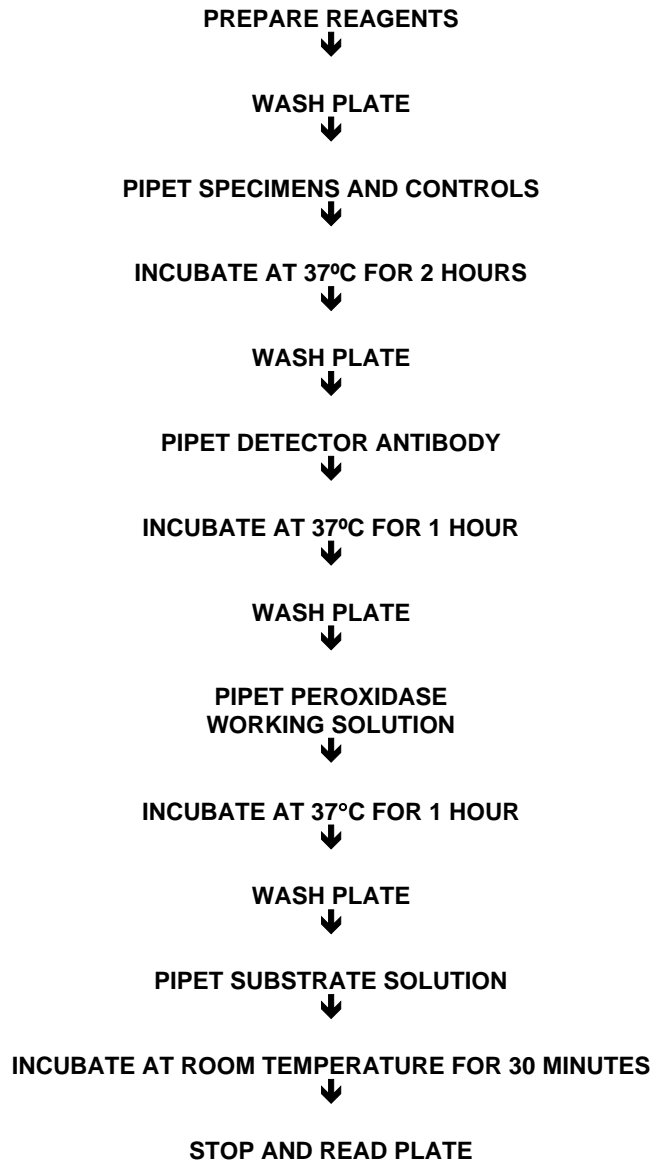 PREPARE REAGENTS
WASH PLATE
PIPET SPECIMENS AND CONTROLS
INCUBATE AT 37ºC FOR 2 HOURS
WASH PLATE
PIPET DETECTOR ANTIBODY
INCUBATE AT 37ºC FOR 1 HOUR
WASH PLATE
PIPET PEROXIDASE
WORKING SOLUTION
INCUBATE AT 37°C FOR 1 HOUR
WASH PLATE
PIPET SUBSTRATE SOLUTION
INCUBATE AT ROOM TEMPERATURE FOR 30 MINUTES
STOP AND READ PLATE